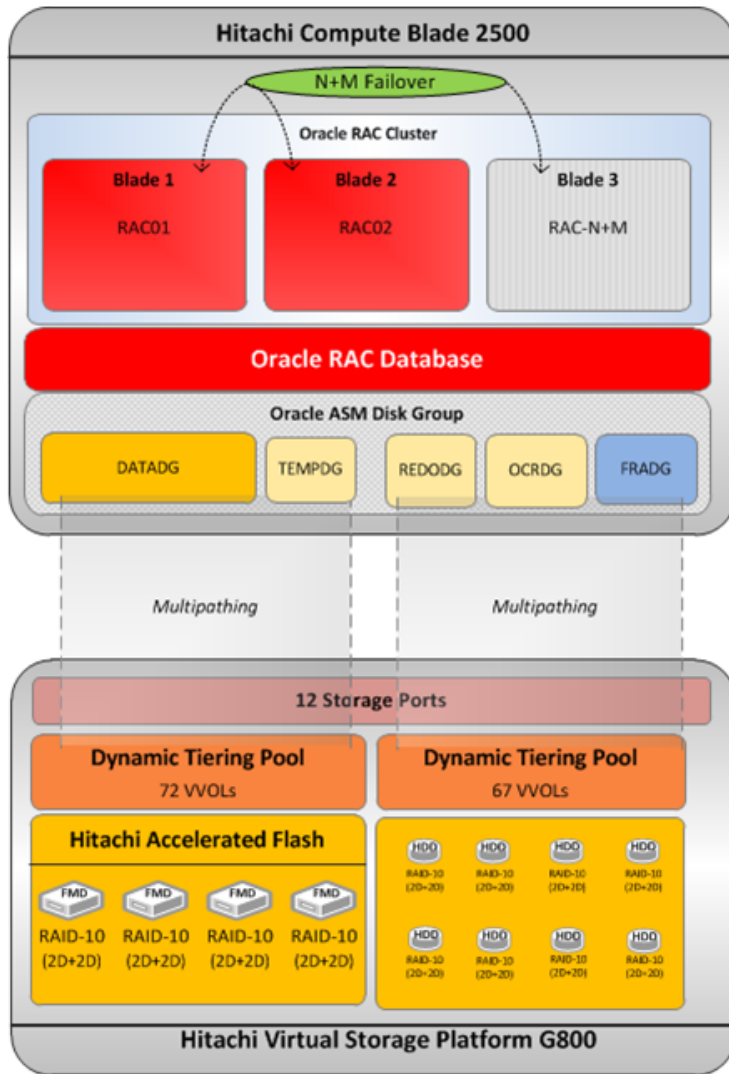 Hitachi Compute Blade 2500
N+M Failover
Oracle RAC Cluster
Blade 1
Blade 2
Blade 3
RAC01
RAC02
RAC-N+M
Oracle RAC Database
Oracle ASM Disk Group
DATADG
TEMPDG
REDODG
OCRDG
FRADG
Multipathing
Multipathing
12 Storage Ports
Dynamic Tiering Pool
72 VVOLs
Dynamic Tiering Pool
67 VVOLs
Hitachi Accelerated Flash
FMD
FMD
FMD
FMD
RAID-10
RAID-10
RAID-10
RAID-10
(2D+2D)
(2D+2D)
(2D+2D)
(2D+2D)
HDD
HDD
HDD
HDD
RAID-10
RAID-10
RAID-10
RAID-10
(2D+2D)
(2D+2D)
(2D+2D)
(2D+2D)
HDD
HDD
HDD
HDD
RAID-10
RAID-10
RAID-10
RAID-10
(2D+2D)
(2D+2D)
(2D+2D)
(2D+2D)
Hitachi Virtual Storage Platform G800